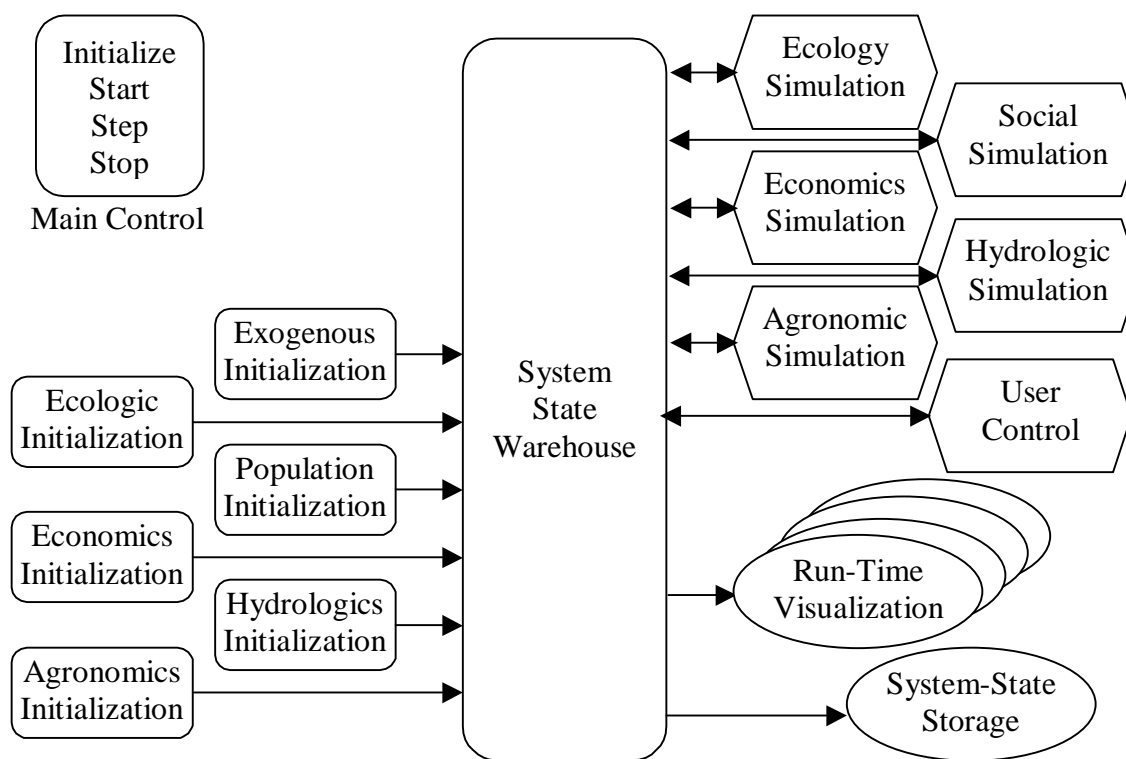 Initialize
Start
Step
Stop
Main Control
Exogenous
Initialization
Ecologic
Initialization
Population
Initialization
Economics
Initialization
Hydrologics
Initialization
Agronomics
Initialization
System
State
Warehouse
Ecology
Simulation
Social
Simulation
Economics
Simulation
Hydrologic
Simulation
Agronomic
Simulation
User
Control
Run-Time
Visualization
System-State
Storage